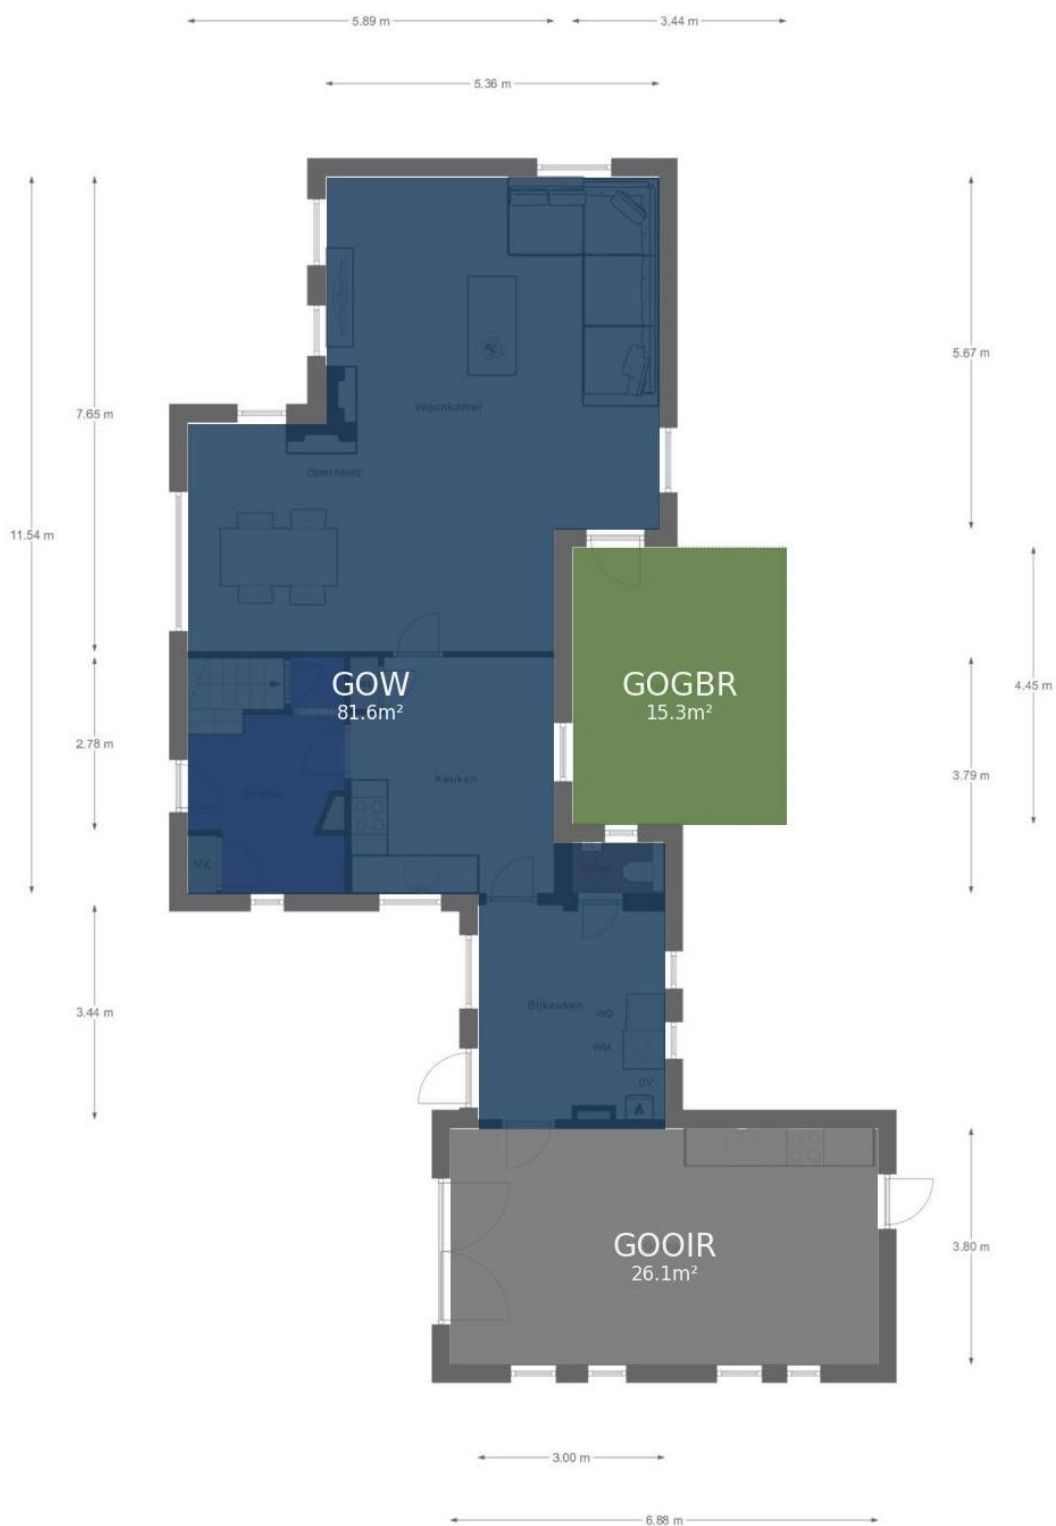 5.89 m
3.44 m
5.36 m
5.67 m
7.65 m
Woonkamer
Open haard
11.54 m
GOW
81.6m²
GOGBR
15.3m²
4.45 m
2.78 m
3.79 m
Keuken
MK
Bijkeuken
WD
3.44 m
WM
CV
GOOIR
26.1m²
3.80 m
3.00 m
6.88 m